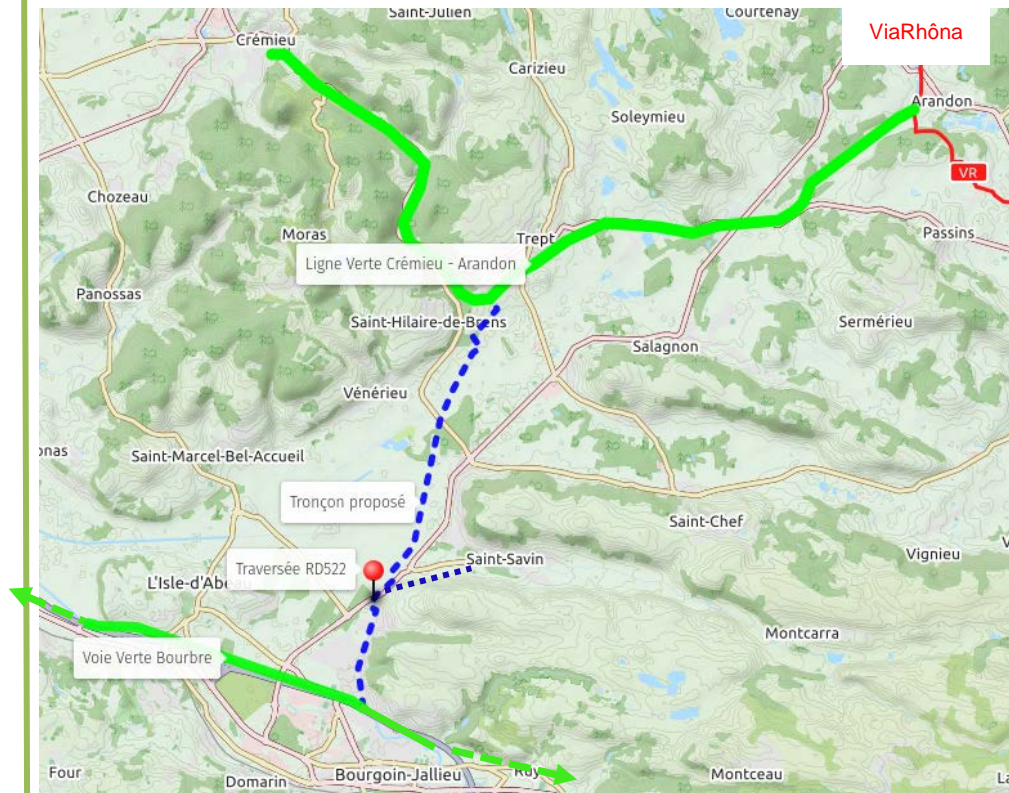 Saint-Julien
Courtenay
ViaRhôna
Crémieu
Carizieu
Arandon
Soleymieu
VR
Chozeau
Moras
Trept
Passins
Ligne Verte Crémieu - Arandon
Panossas
Saint-Hilaire-de-Brens
Sermérieu
Salagnon
Vénérieu
onas
Saint-Marcel-Bel-Accueil
Tronçon proposé
Saint-Chef
V
Vignieu
Traversée RD522
Saint-Savin
L'Isle-d'Abeau
Montcarra
Voie Verte Bourbre
Four
Domarin
Bourgoin-Jallieu
Ruy
Montceau
La